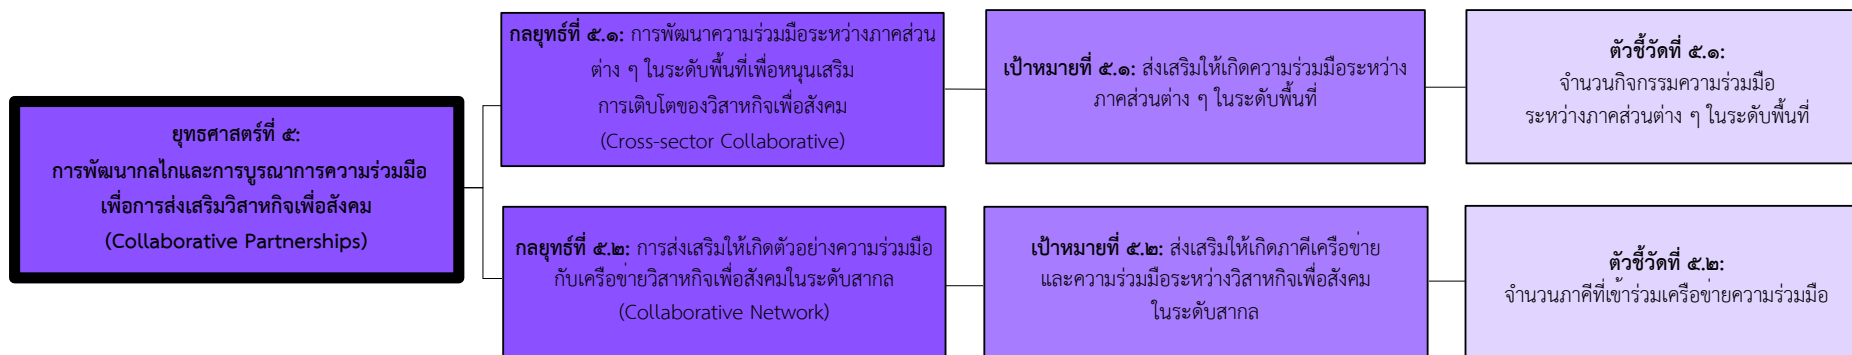 ยุทธศาสตร์ที่ ๕:
การพัฒนากลไกและการบูรณาการความร่วมมือ
เพื่อการส่งเสริมวิสาหกิจเพื่อสังคม
(Collaborative Partnerships)
กลยุทธ์ที่ ๕.๑: การพัฒนาความร่วมมือระหว่างภาคส่วน
ต่าง ๆ ในระดับพื้นที่เพื่อหนุนเสริม
การเติบโตของวิสาหกิจเพื่อสังคม
(Cross-sector Collaborative)
เป้าหมายที่ ๕.๑: ส่งเสริมให้เกิดความร่วมมือระหว่าง
ภาคส่วนต่าง ๆ ในระดับพื้นที่
ตัวชี้วัดที่ ๕.๑:
จำนวนกิจกรรมความร่วมมือ
ระหว่างภาคส่วนต่าง ๆ ในระดับพื้นที่
กลยุทธ์ที่ ๕.๒: การส่งเสริมให้เกิดตัวอย่างความร่วมมือ
กับเครือข่ายวิสาหกิจเพื่อสังคมในระดับสากล
(Collaborative Network)
เป้าหมายที่ ๕.๒: ส่งเสริมให้เกิดภาคีเครือข่าย
และความร่วมมือระหว่างวิสาหกิจเพื่อสังคม
ในระดับสากล
ตัวชี้วัดที่ ๕.๒:
จำนวนภาคีที่เข้าร่วมเครือข่ายความร่วมมือ